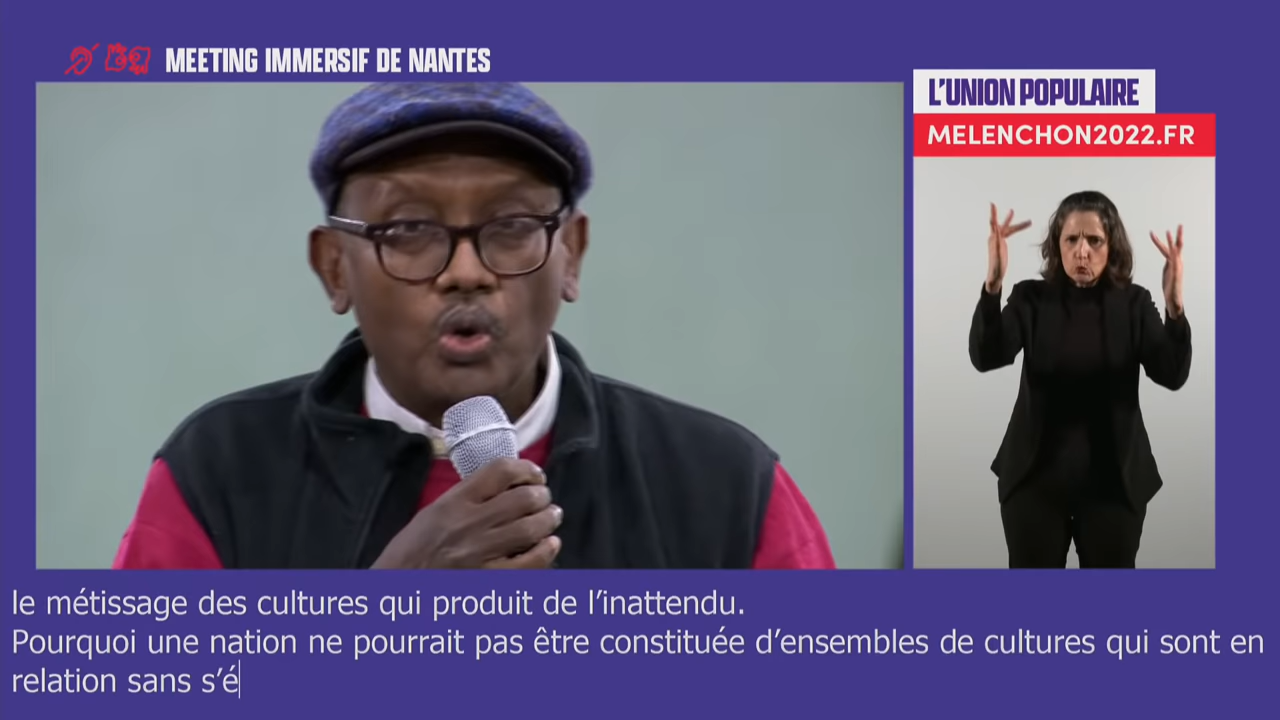 MEETING IMMERSIF DE NANTES
L'UNION POPULAIRE
MELENCHON2022.FR
le métissage des cultures qui produit de l'inattendu.
Pourquoi une nation ne pourrait pas être constituée d'ensembles de cultures qui sont en
relation sans s'é